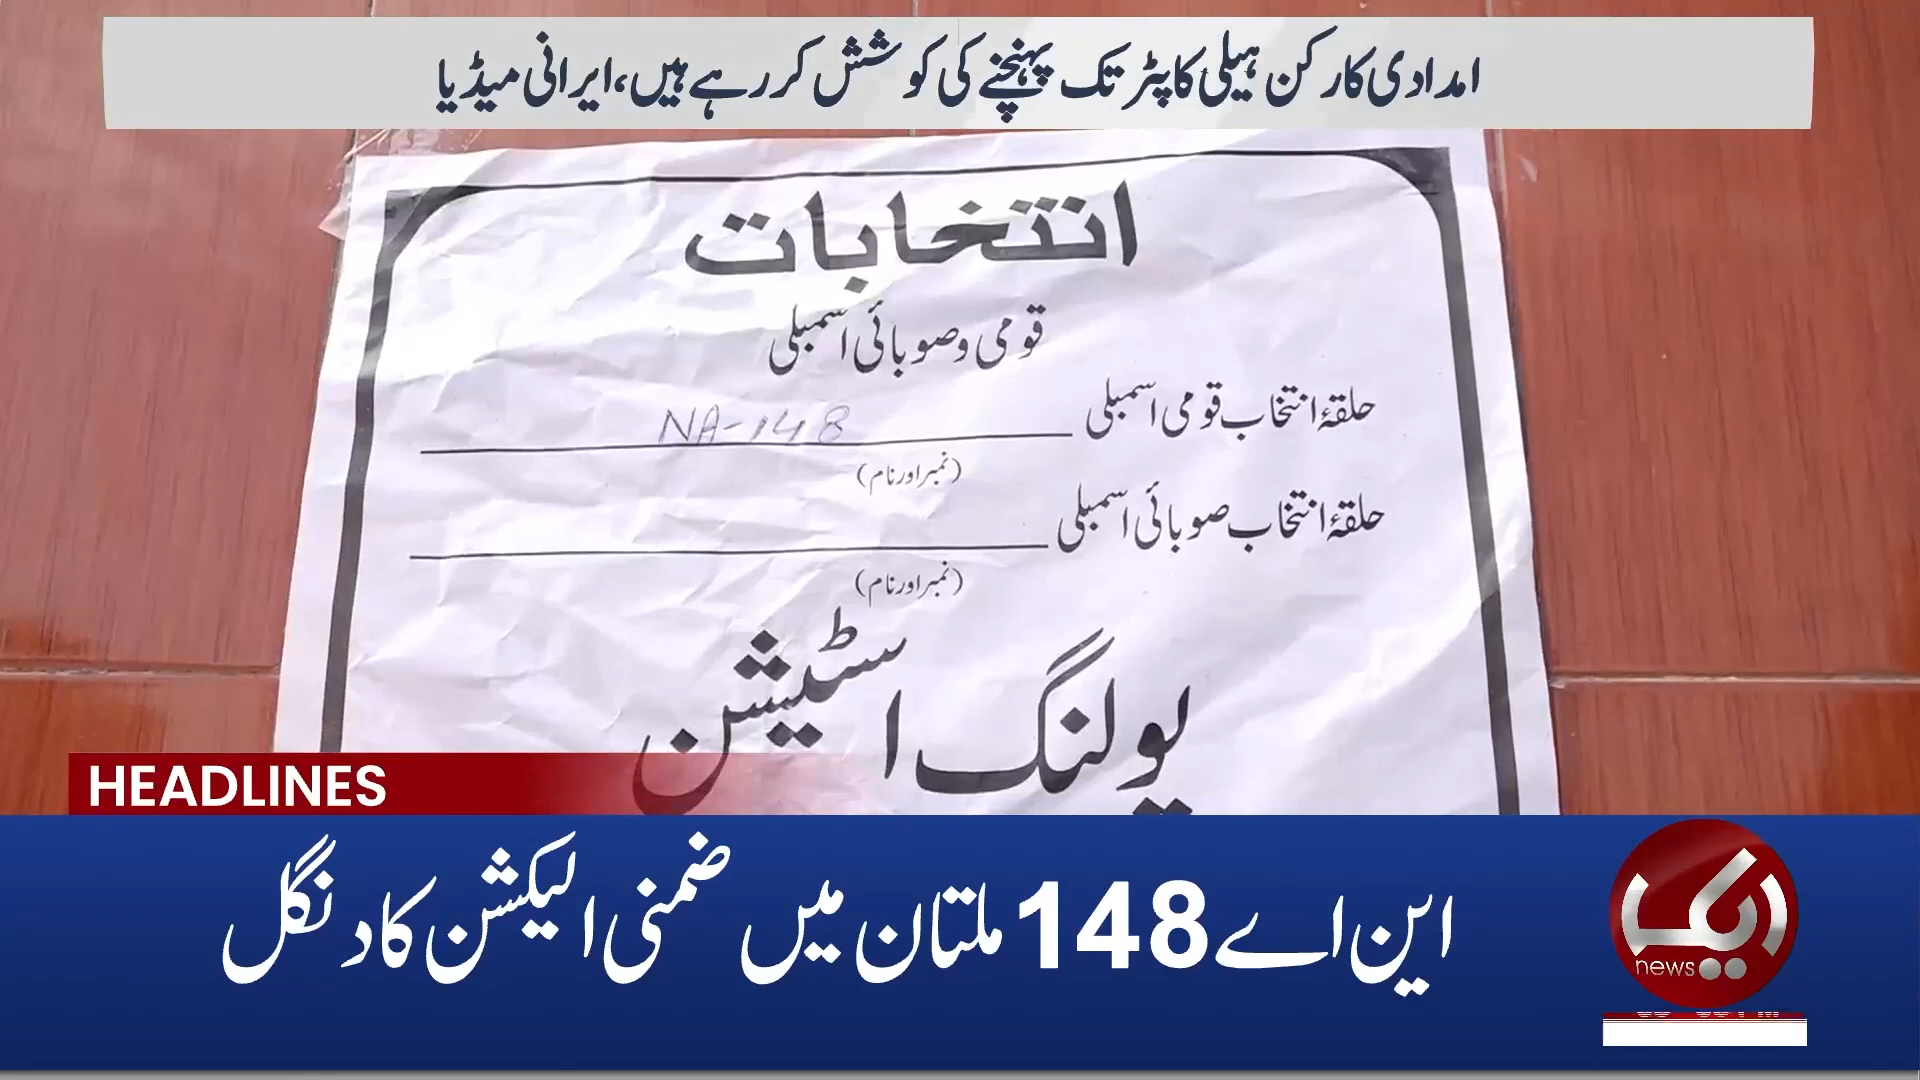 امدادی کارکن ہیلی کاپٹر تک پہنچنے کی کوشش کر رہے ہیں، ایرانی میڈیا
انتخابات
قومی و صوبائی اسمبلی
حلقۂ انتخاب قومی اسمبلی NA-148
(نمبر اور نام)
حلقۂ انتخاب صوبائی اسمبلی
(نمبر اور نام)
پولنگ اسٹیشن
HEADLINES
این اے 148 ملتان میں ضمنی الیکشن کا دنگل
ایک
news